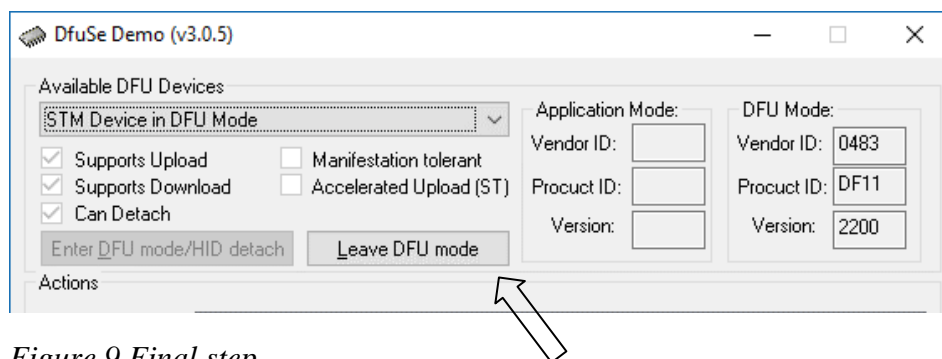 DfuSe Demo (v3.0.5)
Available DFU Devices
STM Device in DFU Mode
Supports Upload
Manifestation tolerant
Supports Download
Accelerated Upload (ST)
Can Detach
Enter DFU mode/HID detach
Leave DFU mode
Application Mode:
Vendor ID:
Procuct ID:
Version:
DFU Mode:
Vendor ID: 0483
Procuct ID: DF11
Version: 2200
Actions
Figure 9 Final step